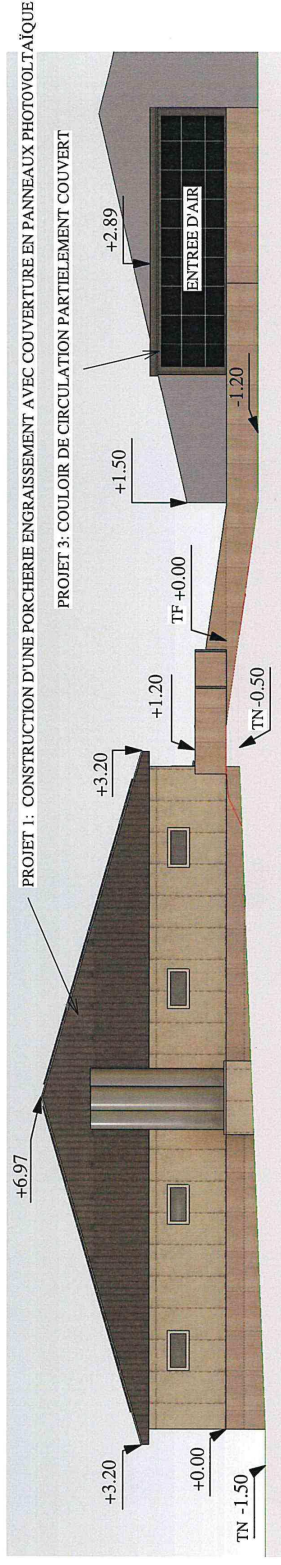 PROJET 1: CONSTRUCTION D'UNE PORCHERIE ENGRAISSEMENT AVEC COUVERTURE EN PANNEAUX PHOTOVOLTAÏQUE
PROJET 3: COULOIR DE CIRCULATION PARTIELEMENT COUVERT
+6.97
+3.20
+3.20
+2.89
+1.50
+1.20
ENTREE D'AIR
+0.00
TF +0.00
-1.20
TN -1.50
TN-0.50